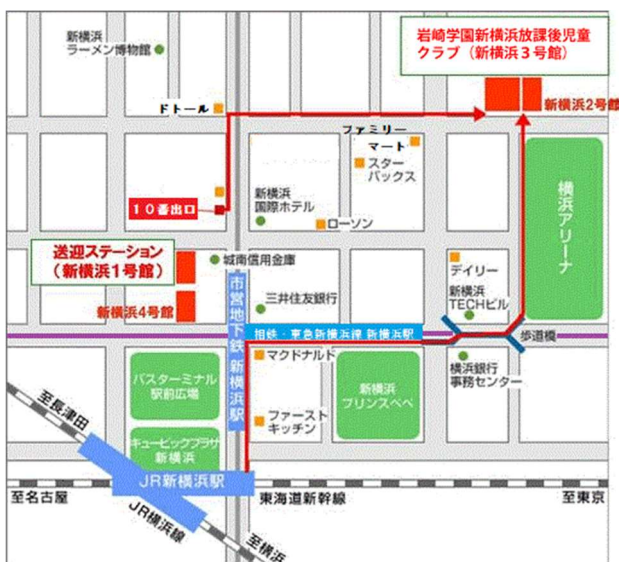 岩崎学園新横浜放課後児童
クラブ（新横浜３号館）
新横浜
ラーメン博物館
新横浜2号館
ドトール
ファミリー
マート
スター
バックス
横浜アリーナ
１０番出口
新横浜
国際ホテル
ローソン
送迎ステーション
（新横浜1号館）
城南信用金庫
デイリー
新横浜
TECHビル
新横浜4号館
三井住友銀行
市営地下鉄 新横浜駅
相鉄・東急新横浜線 新横浜駅
歩道橋
マクドナルド
横浜銀行
事務センター
バスターミナル
駅前広場
新横浜
プリンスペペ
ファースト
キッチン
至長津田
キュービックプラザ
新横浜
JR新横浜駅
至名古屋
東海道新幹線
至東京
JR横浜線
至横浜